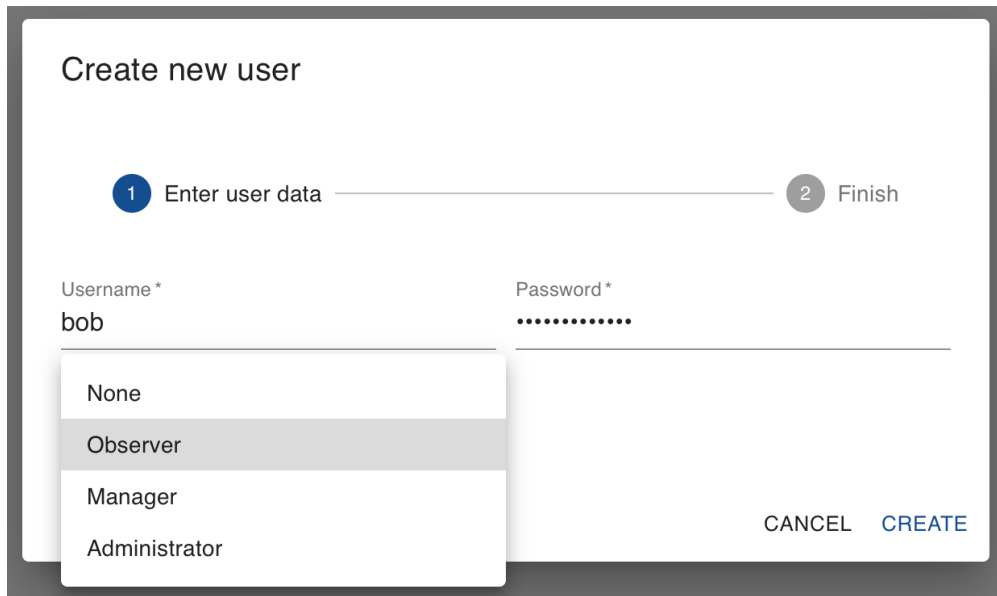 Create new user
1 Enter user data 2 Finish
Username * Password *
bob •••••••••••••
None
Observer
Manager
Administrator
CANCEL CREATE